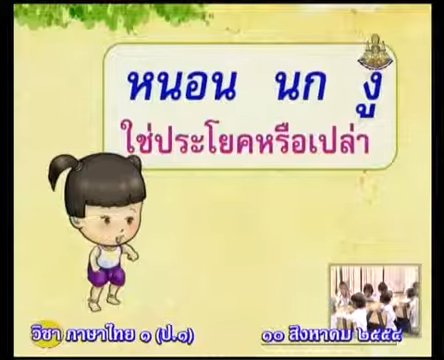 หนอน นก งู
ใช่ประโยคหรือเปล่า
วิชา ภาษาไทย ๑ (ป.๑)
๑๐ สิงหาคม ๒๕๕๔